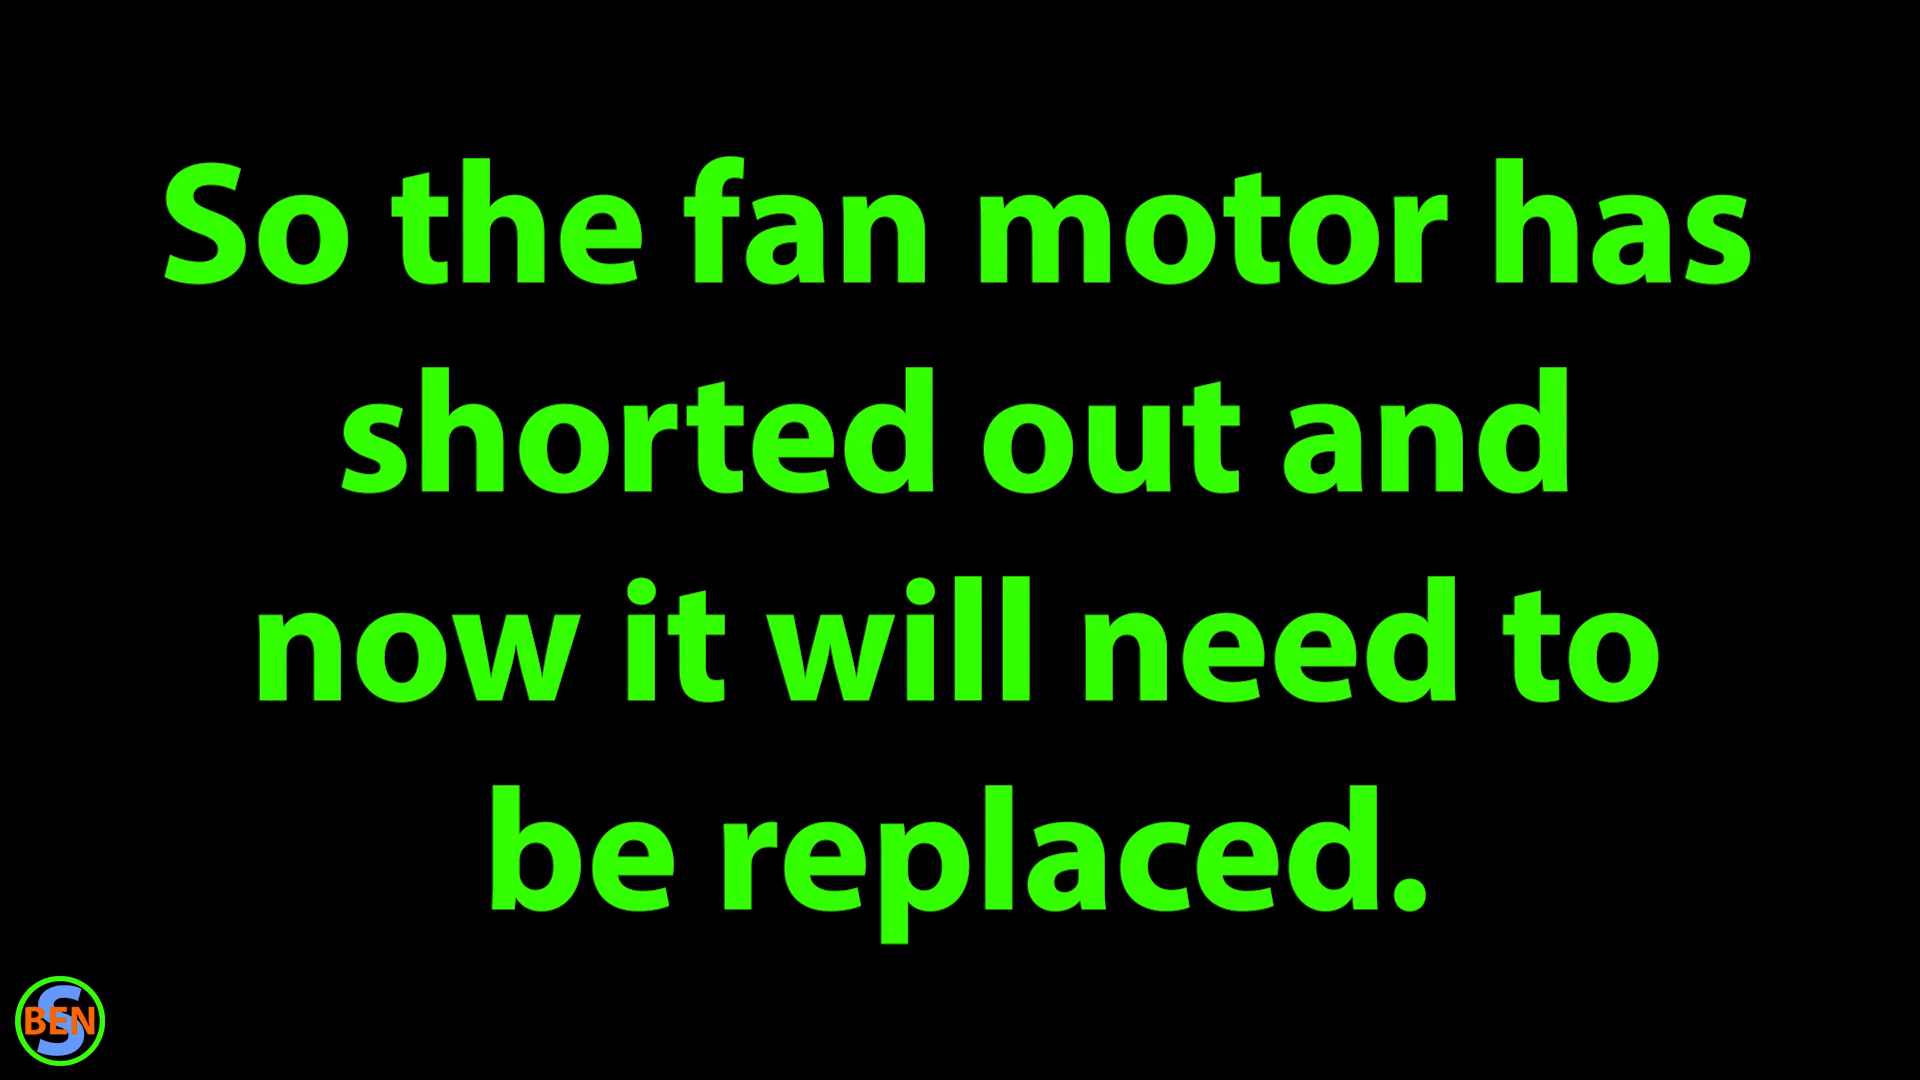 So the fan motor has
shorted out and
now it will need to
be replaced.
S
BEN